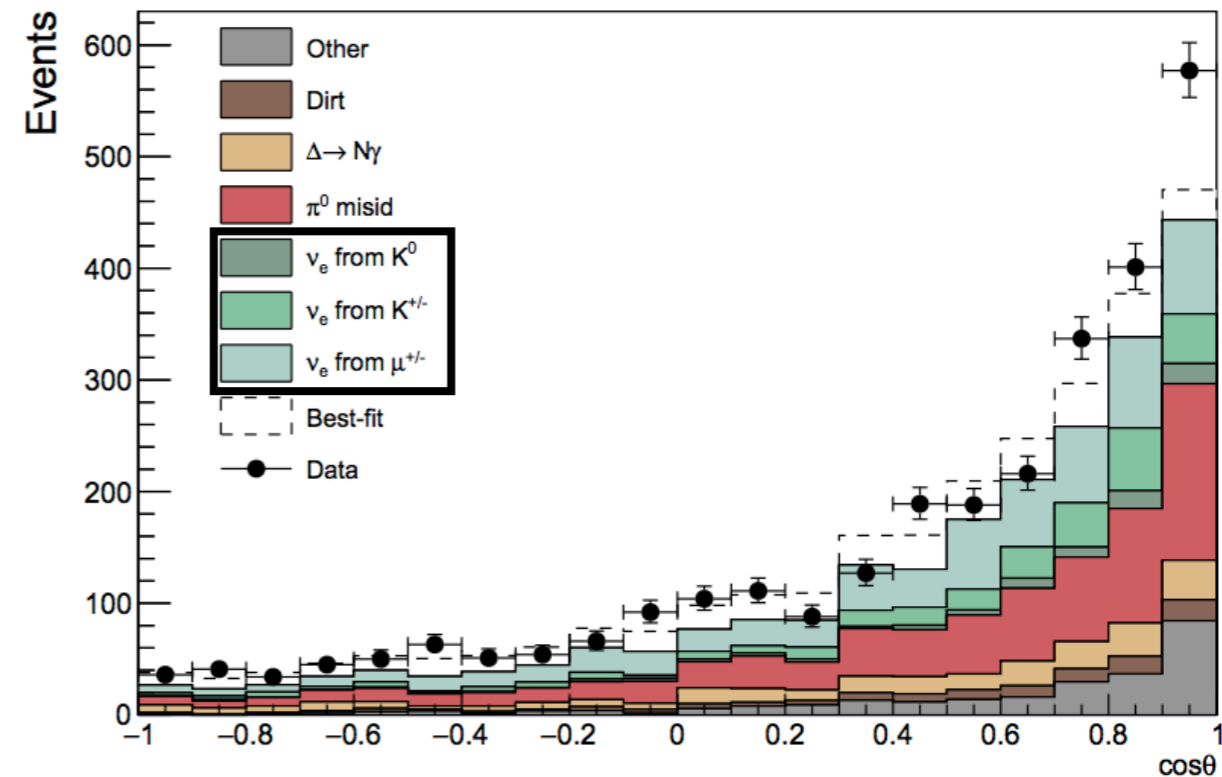 Events
600
500
400
300
200
100
0
Other
Dirt
Δ→ Nγ
π⁰ misid
νₑ from K⁰
νₑ from K⁺/⁻
νₑ from μ⁺/⁻
Best-fit
Data
−1 −0.8 −0.6 −0.4 −0.2 0 0.2 0.4 0.6 0.8 1
cosθ